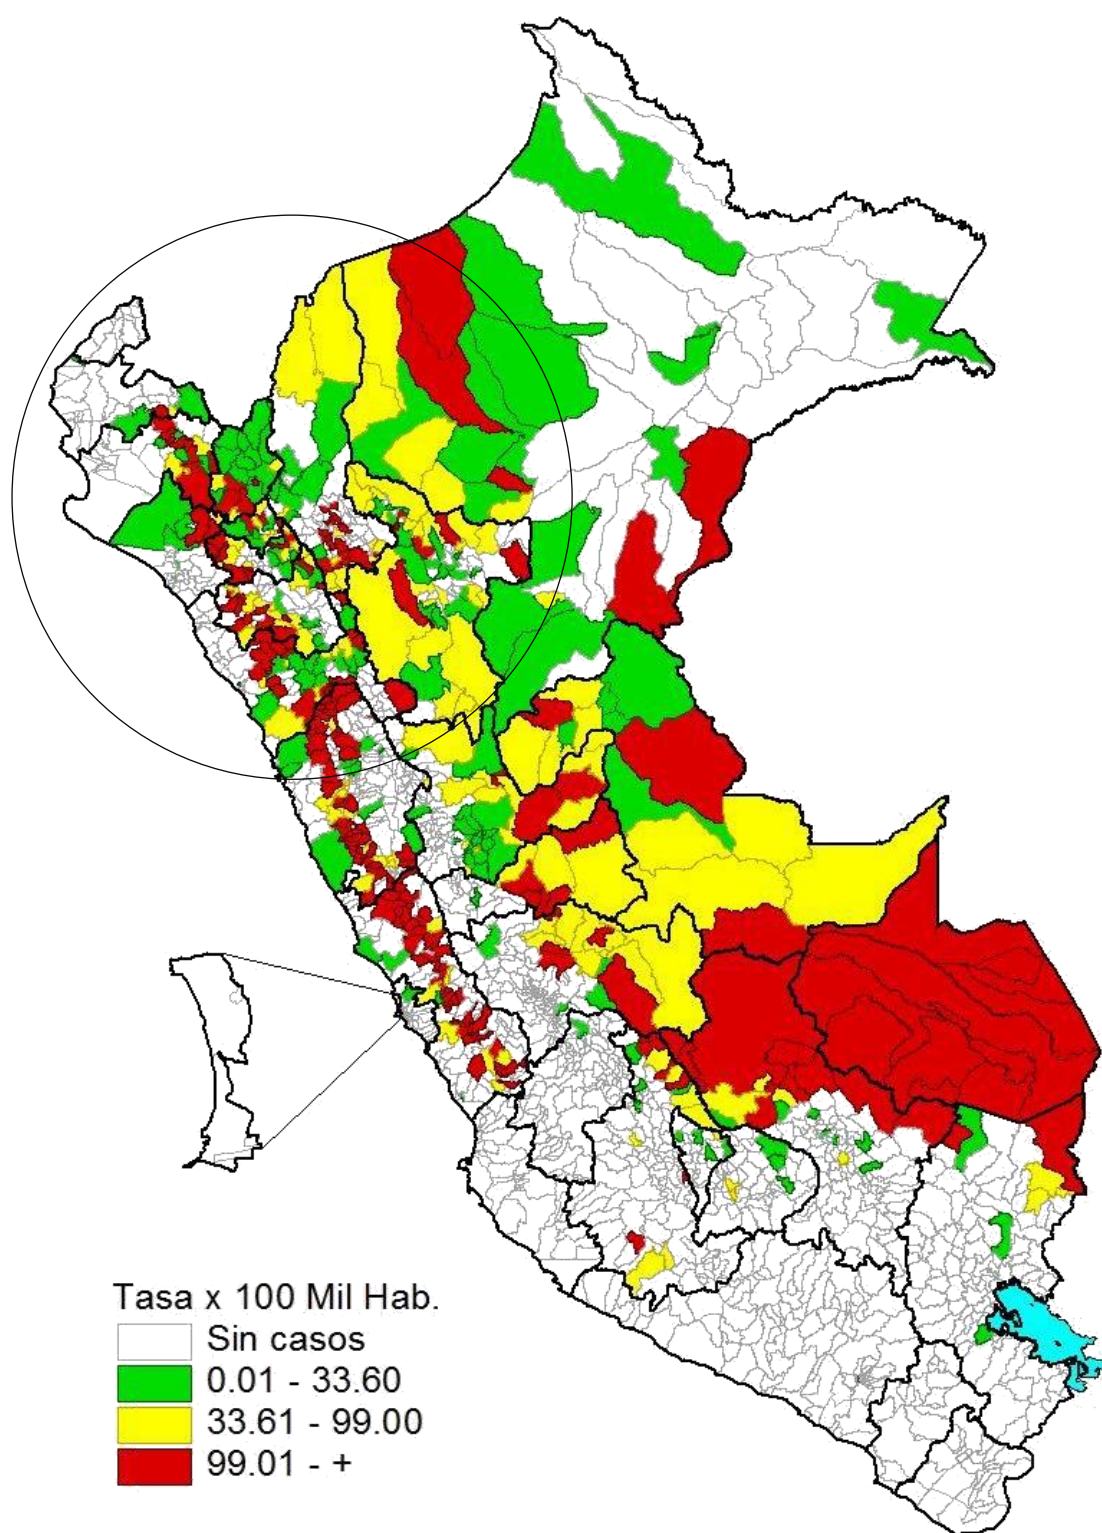 Tasa x 100 Mil Hab.
Sin casos
0.01 - 33.60
33.61 - 99.00
99.01 - +